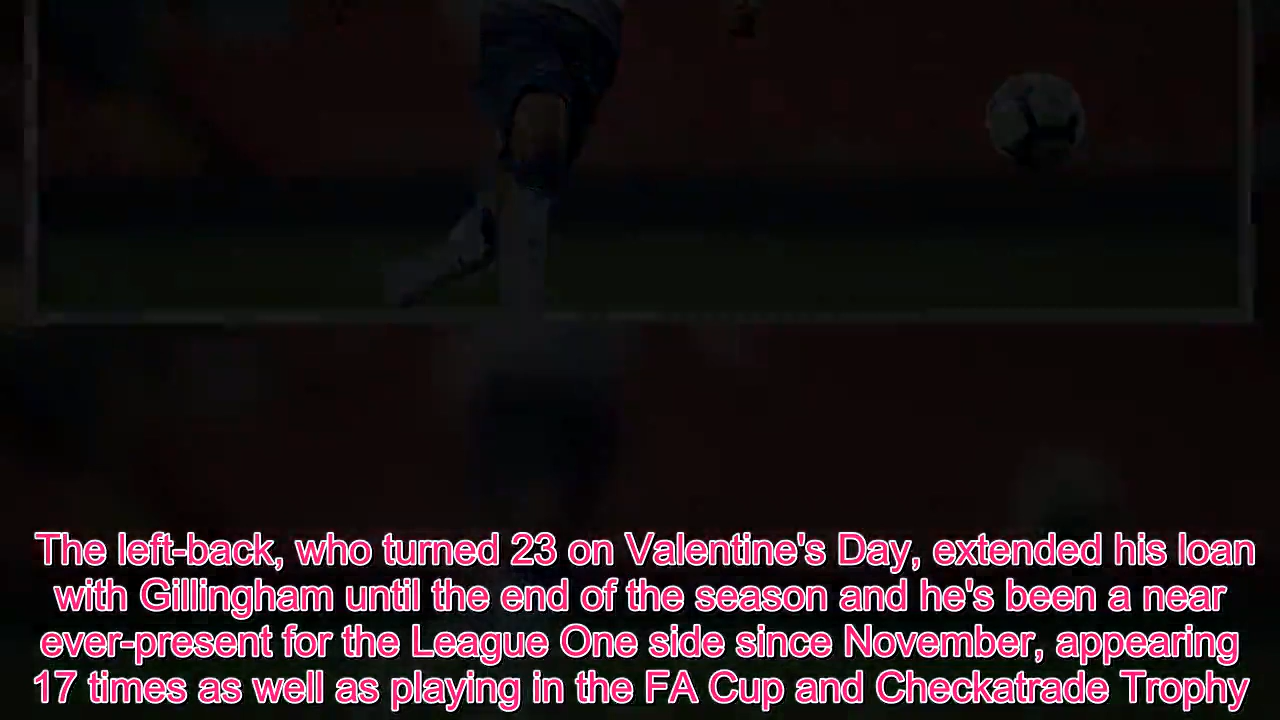 The left-back, who turned 23 on Valentine's Day, extended his loan
with Gillingham until the end of the season and he's been a near
ever-present for the League One side since November, appearing
17 times as well as playing in the FA Cup and Checkatrade Trophy